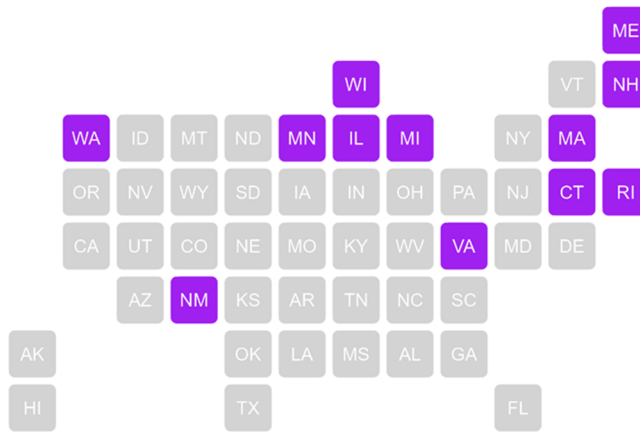 ME
WI VT NH
WA ID MT ND MN IL MI NY MA
OR NV WY SD IA IN OH PA NJ CT RI
CA UT CO NE MO KY WV VA MD DE
AZ NM KS AR TN NC SC
AK OK LA MS AL GA
HI TX FL